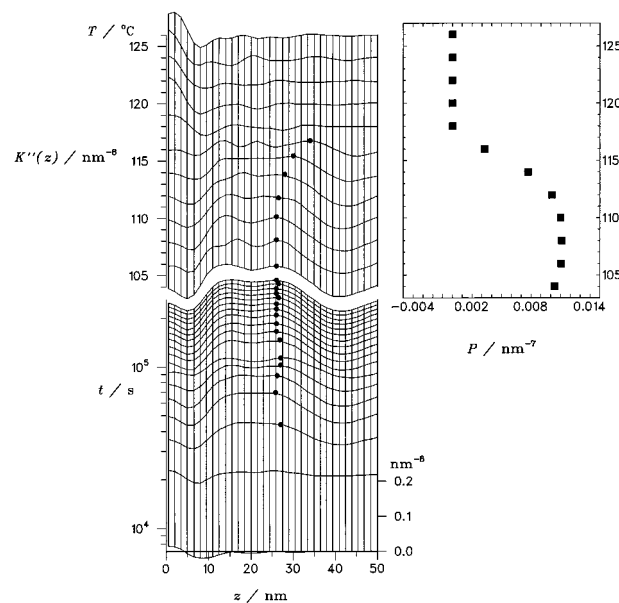 T / °C
125
120
K''(z) / nm⁻⁶
115
110
105
10⁵
t / s
10⁴
nm⁻⁶
0.2
0.1
0.0
0 10 20 30 40 50
z / nm
125
120
115
110
105
−0.004 0.002 0.008 0.014
P / nm⁻⁷